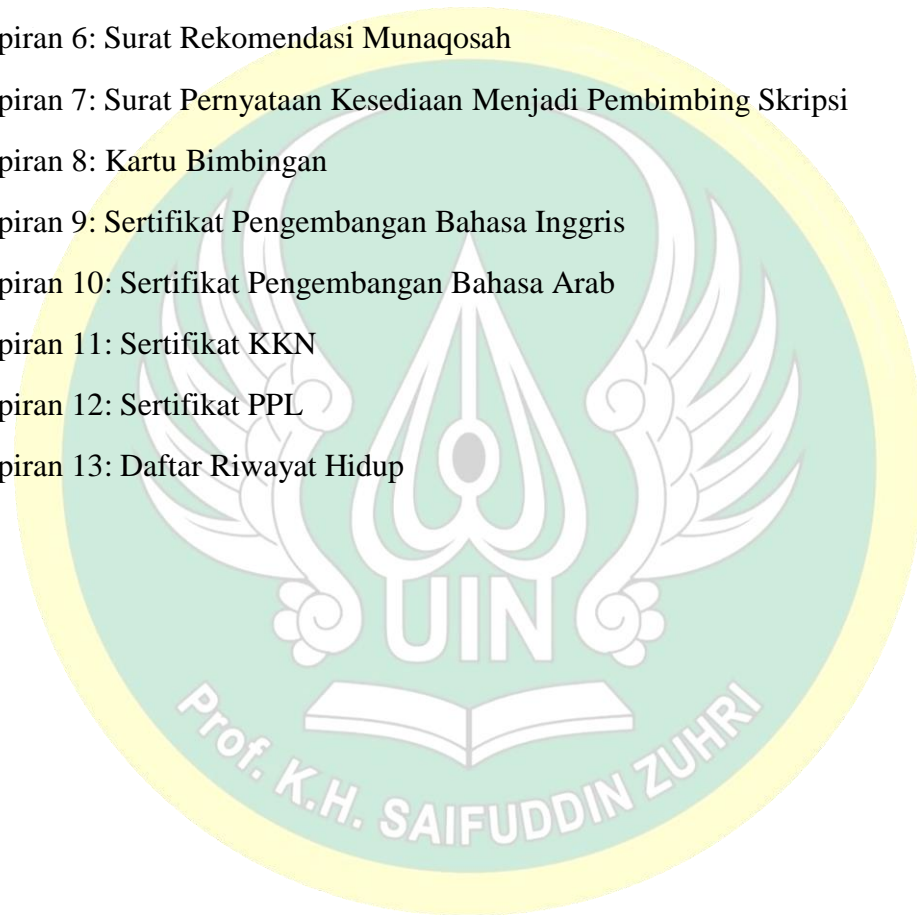 piran 6: Surat Rekomendasi Munaqosah
piran 7: Surat Pernyataan Kesediaan Menjadi Pembimbing Skripsi
piran 8: Kartu Bimbingan
piran 9: Sertifikat Pengembangan Bahasa Inggris
piran 10: Sertifikat Pengembangan Bahasa Arab
piran 11: Sertifikat KKN
piran 12: Sertifikat PPL
piran 13: Daftar Riwayat Hidup
UIN
Prof. K.H. SAIFUDDIN ZUHRI